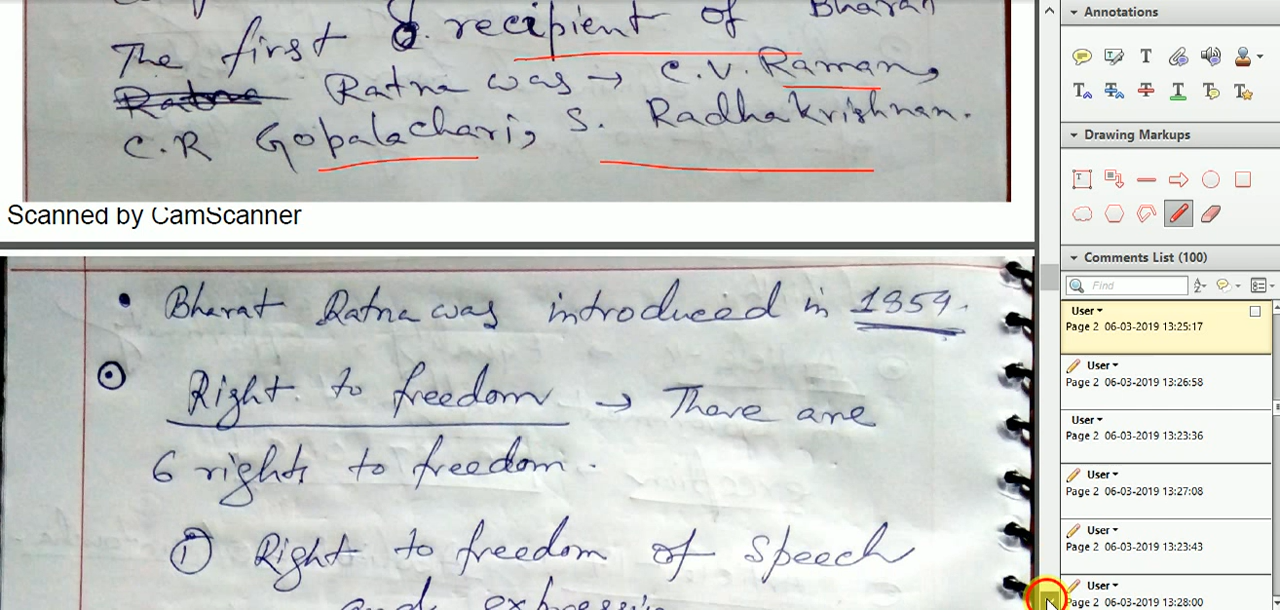 The first recipient of Bharat
Ratna was → C.V. Raman,
C.R Gopalachari, S. Radhakrishnan.
Scanned by CamScanner
• Bharat Ratna was introduced in 1954.
Right to freedom → There are
6 rights to freedom.
① Right to freedom of Speech
and expressio
Annotations
Drawing Markups
Comments List (100)
Find
User
Page 2 06-03-2019 13:25:17
User
Page 2 06-03-2019 13:26:58
User
Page 2 06-03-2019 13:23:36
User
Page 2 06-03-2019 13:27:08
User
Page 2 06-03-2019 13:23:43
User
Page 2 06-03-2019 13:28:00